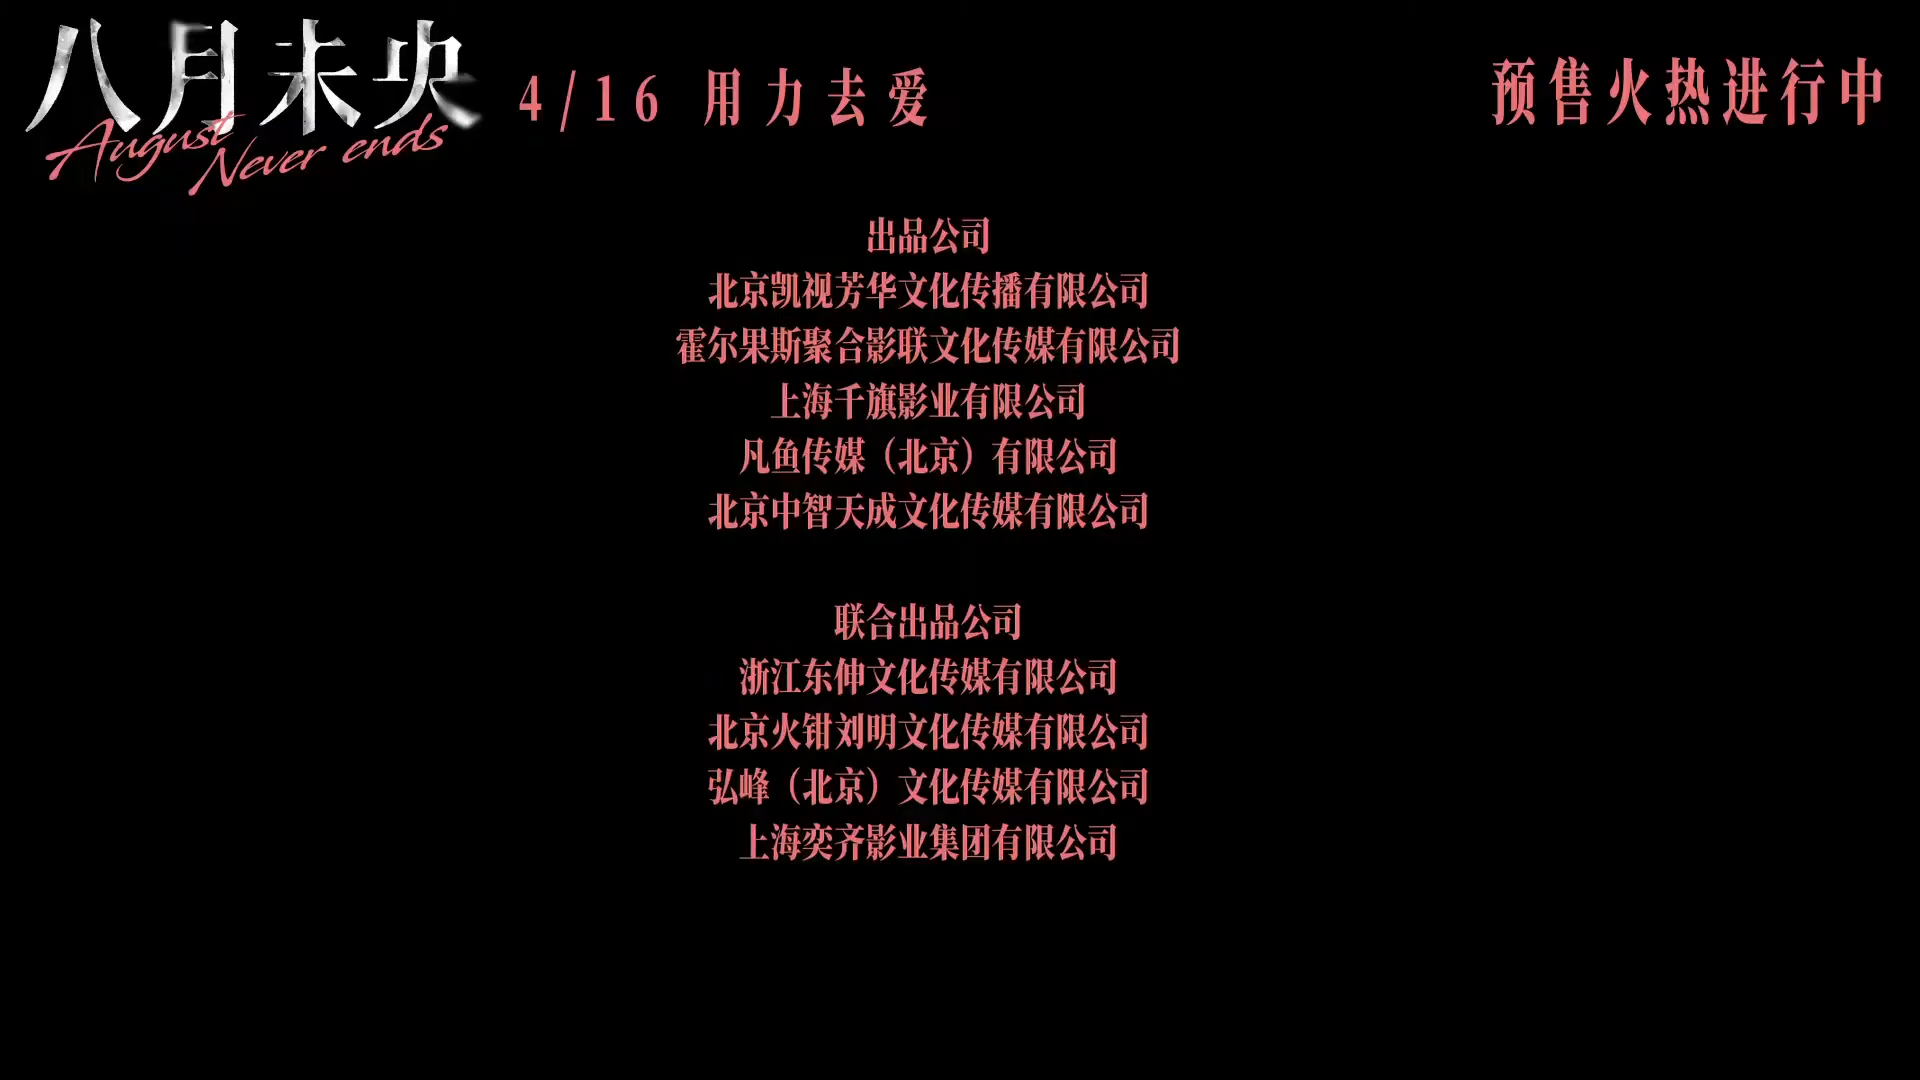 八月未央
August Never ends
4/16 用力去爱
预售火热进行中
出品公司
北京凯视芳华文化传播有限公司
霍尔果斯聚合影联文化传媒有限公司
上海千旗影业有限公司
凡鱼传媒（北京）有限公司
北京中智天成文化传媒有限公司
联合出品公司
浙江东伸文化传媒有限公司
北京火钳刘明文化传媒有限公司
弘峰（北京）文化传媒有限公司
上海奕齐影业集团有限公司